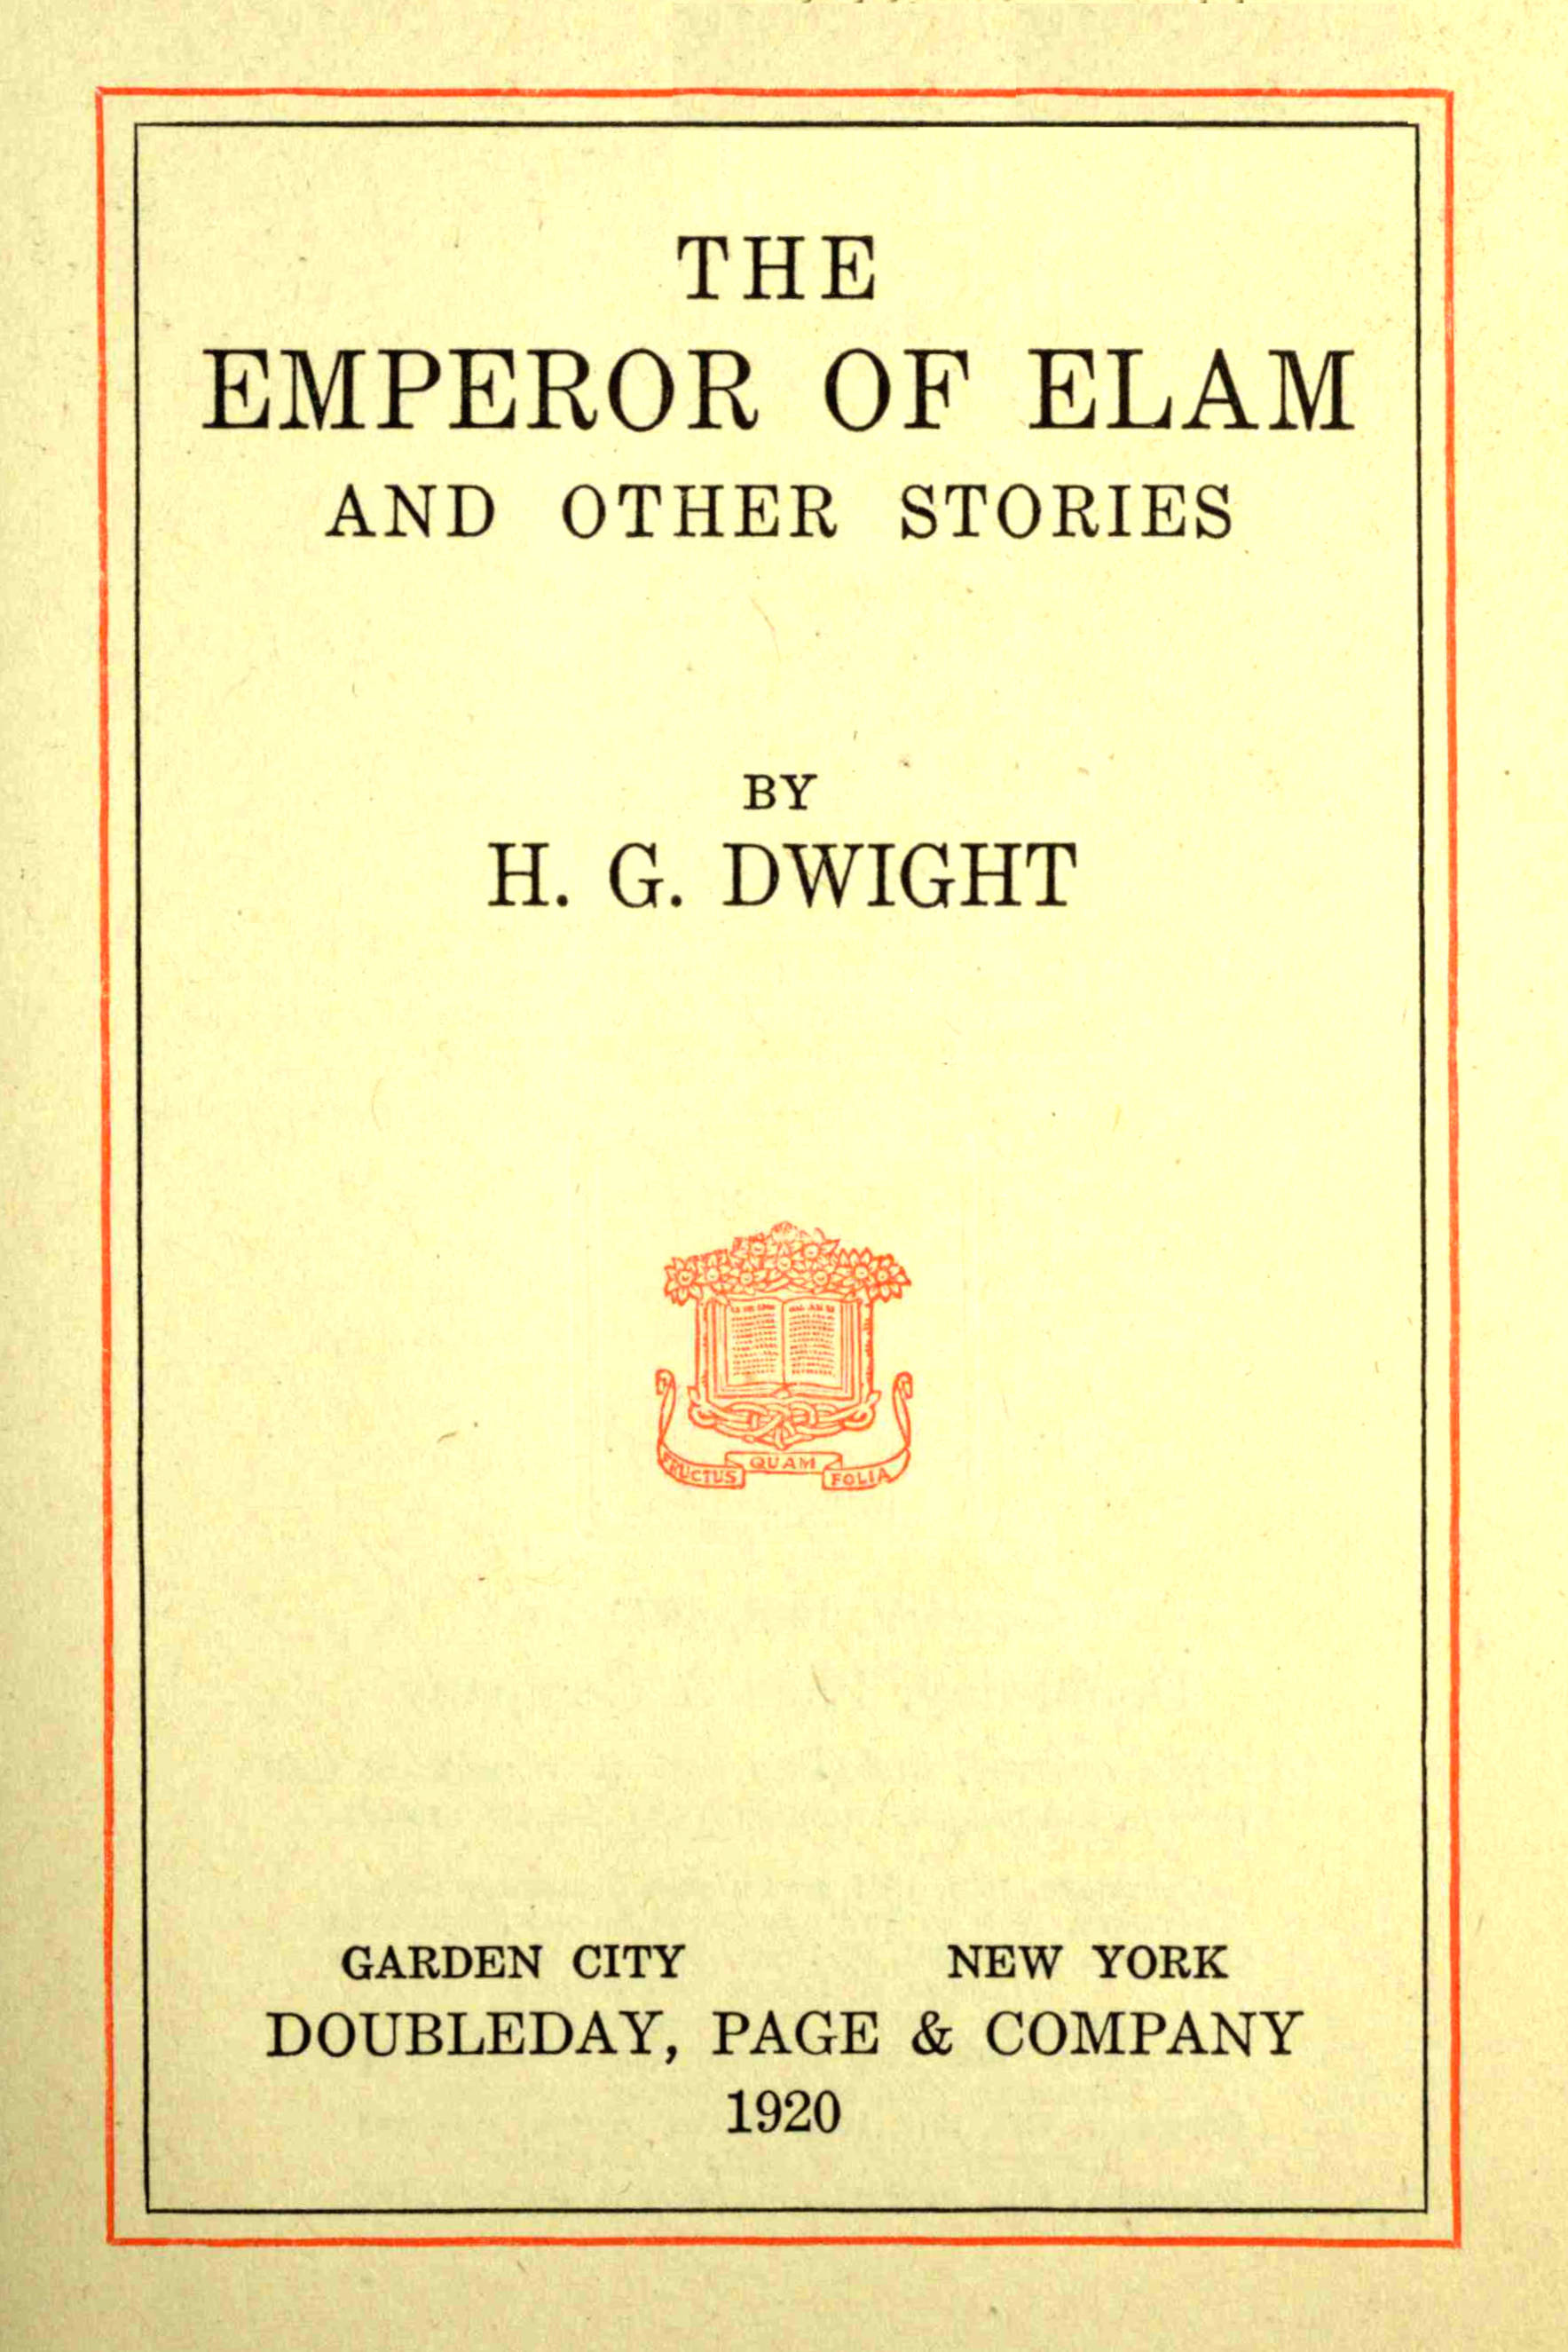 THE
EMPEROR OF ELAM
AND OTHER STORIES
BY
H. G. DWIGHT
FRUCTUS QUAM FOLIA
GARDEN CITY NEW YORK
DOUBLEDAY, PAGE & COMPANY
1920